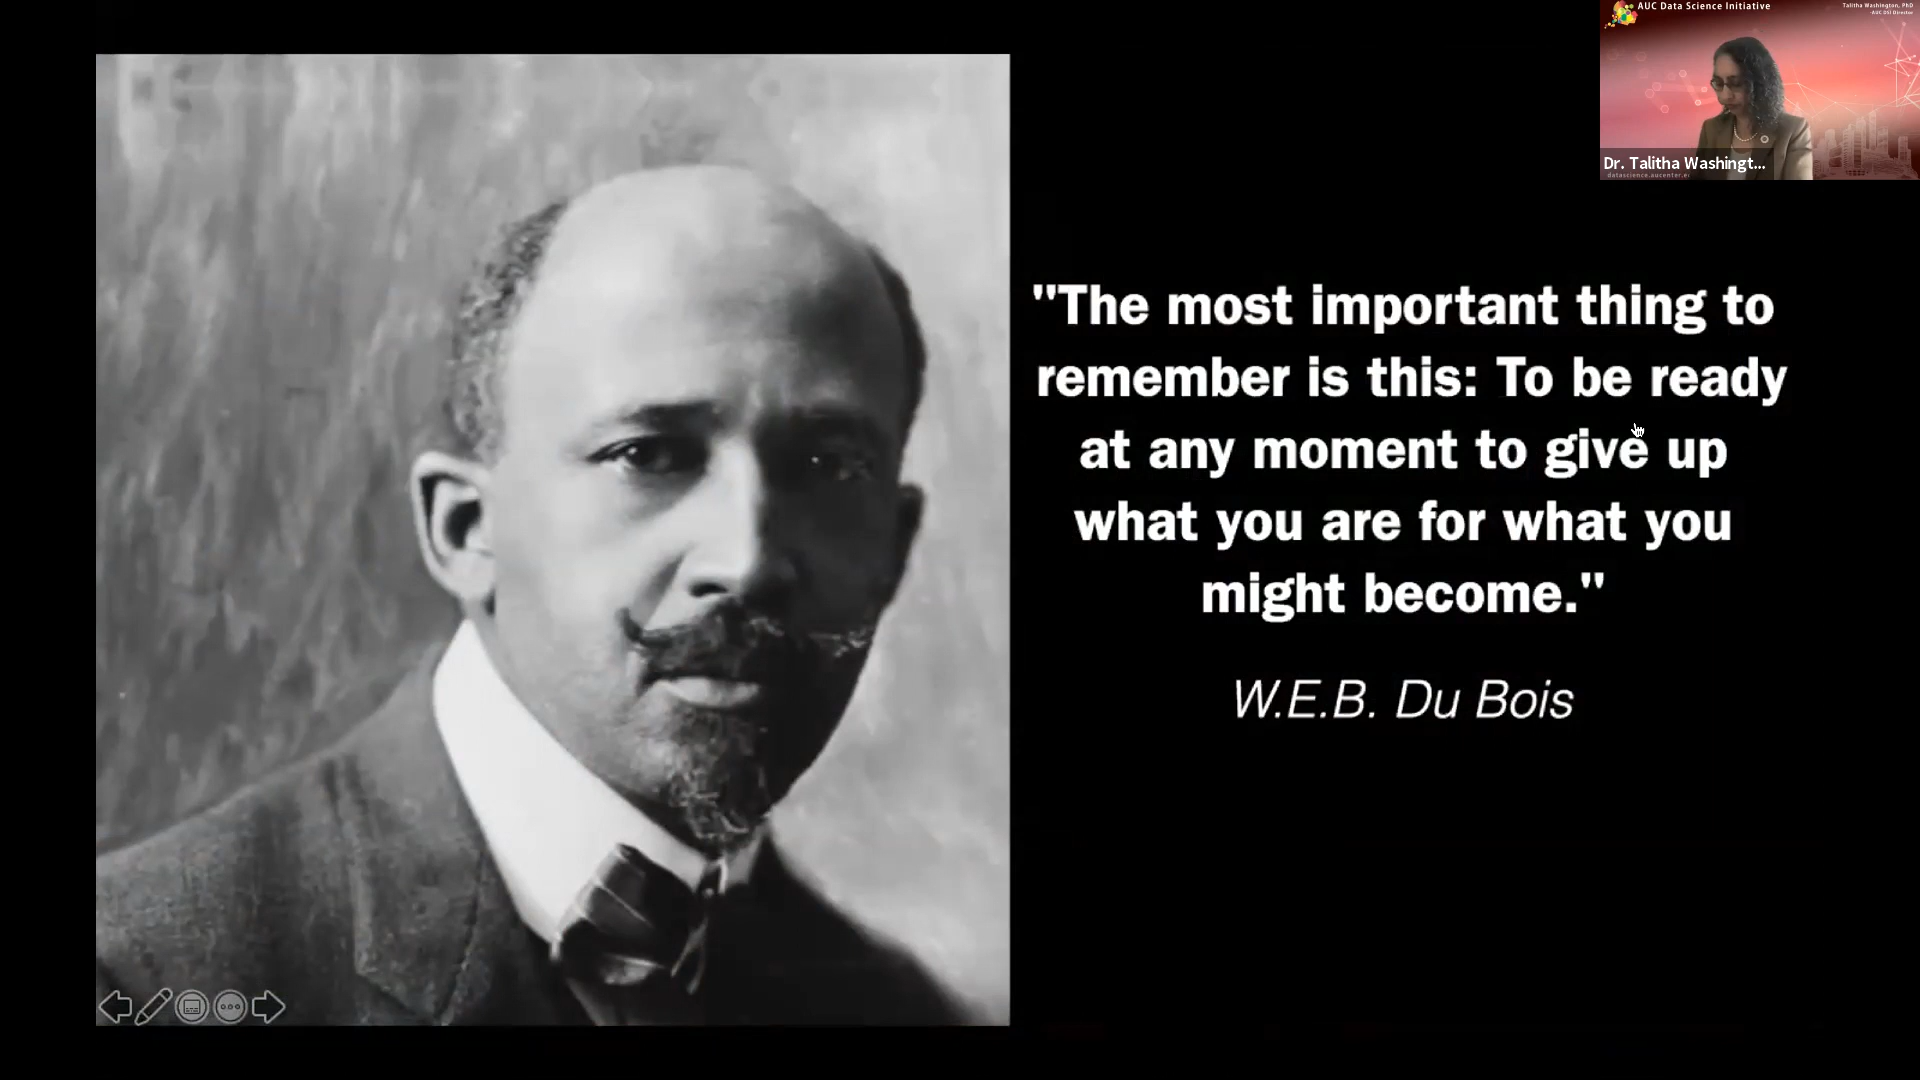 AUC Data Science Initiative
Talitha Washington, PhD
AUC DSI Director
Dr. Talitha Washingt...
datascience.aucenter.e
"The most important thing to
remember is this: To be ready
at any moment to give up
what you are for what you
might become."
W.E.B. Du Bois